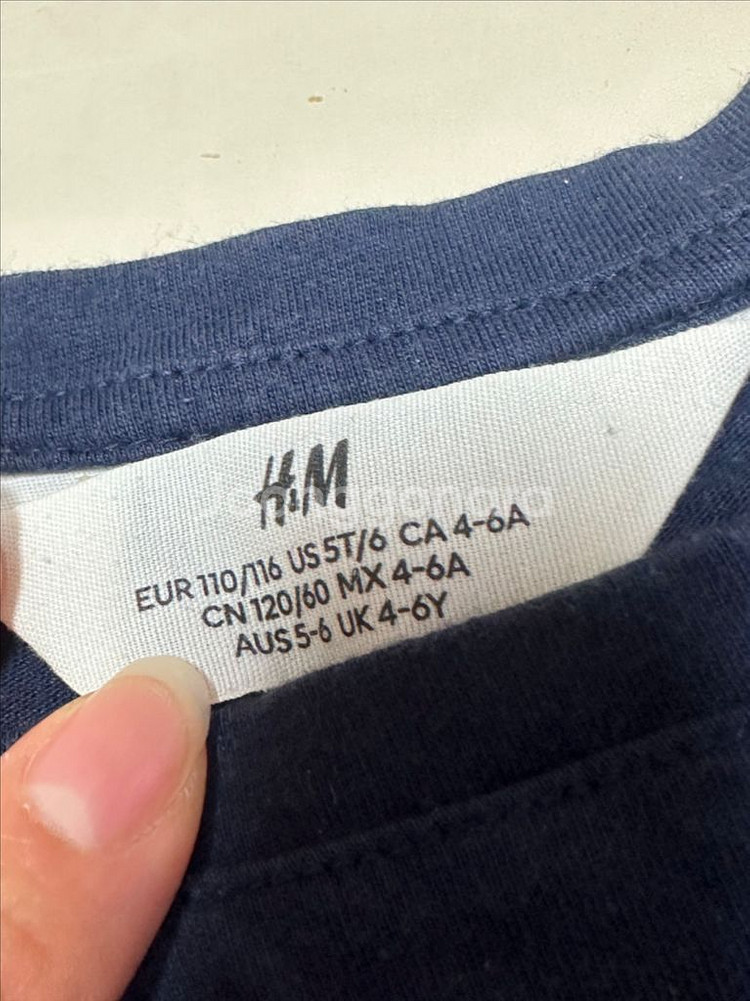 H&M
EUR 110/116 US 5T/6 CA 4-6A
CN 120/60 MX 4-6A
AUS 5-6 UK 4-6Y